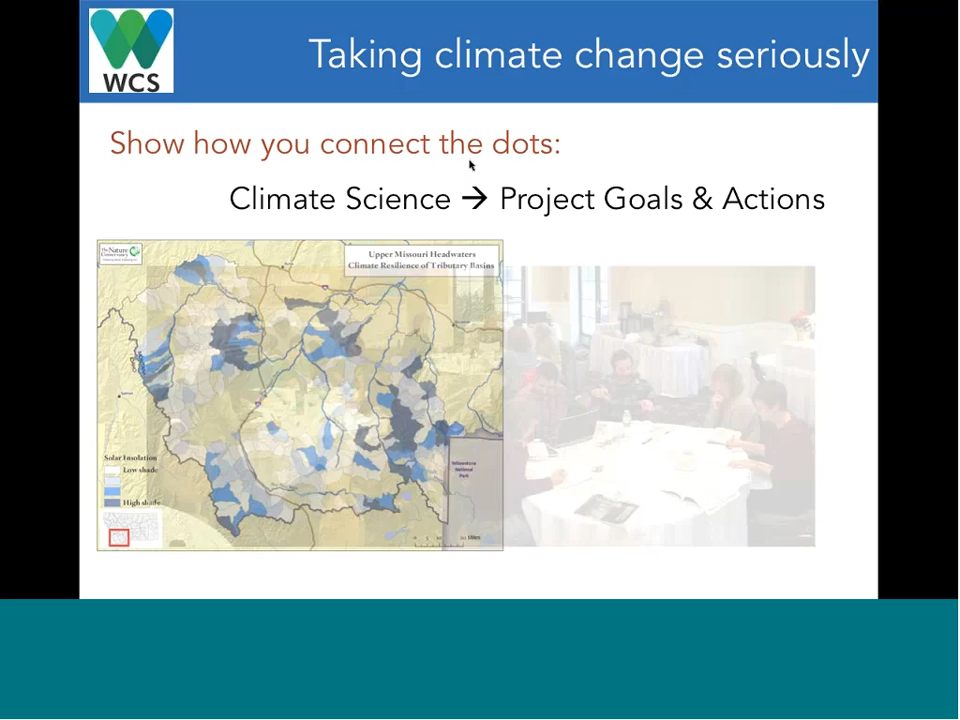 WCS
Taking climate change seriously
Show how you connect the dots:
Climate Science → Project Goals & Actions
The Nature
Conservancy
Upper Missouri Headwaters
Climate Resilience of Tributary Basins
Solar Insolation
Low shade
High shade
Yellowstone
National
Park
Miles